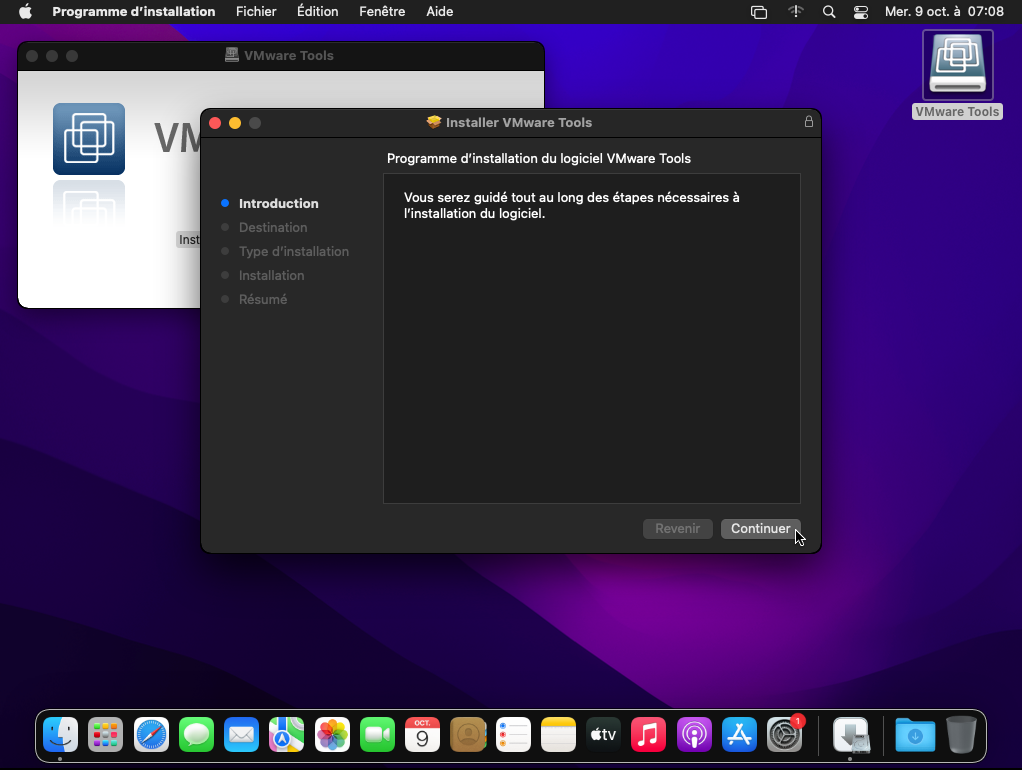 Programme d’installation Fichier Édition Fenêtre Aide Mer. 9 oct. à 07:08
VMware Tools
VMware Tools
Installer VMware Tools
Programme d’installation du logiciel VMware Tools
Vous serez guidé tout au long des étapes nécessaires à
l’installation du logiciel.
Introduction
Destination
Type d’installation
Installation
Résumé
Revenir Continuer
OCT.
9
tv
1